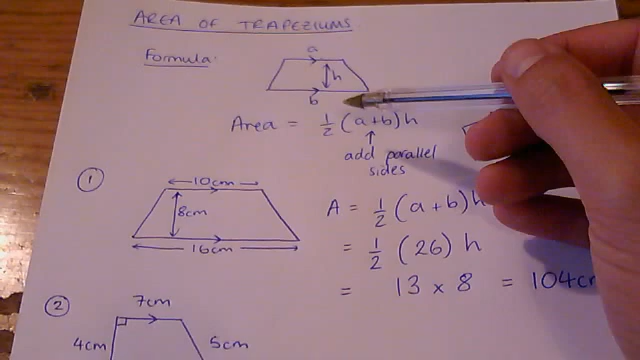 AREA OF TRAPEZIUMS
Formula:
a
h
b
Area = ½ (a+b)h
add parallel
sides
①
10cm
8cm
16cm
A = ½ (a+b)h
= ½ (26) h
= 13 × 8 = 104cm
②
7cm
4cm
5cm